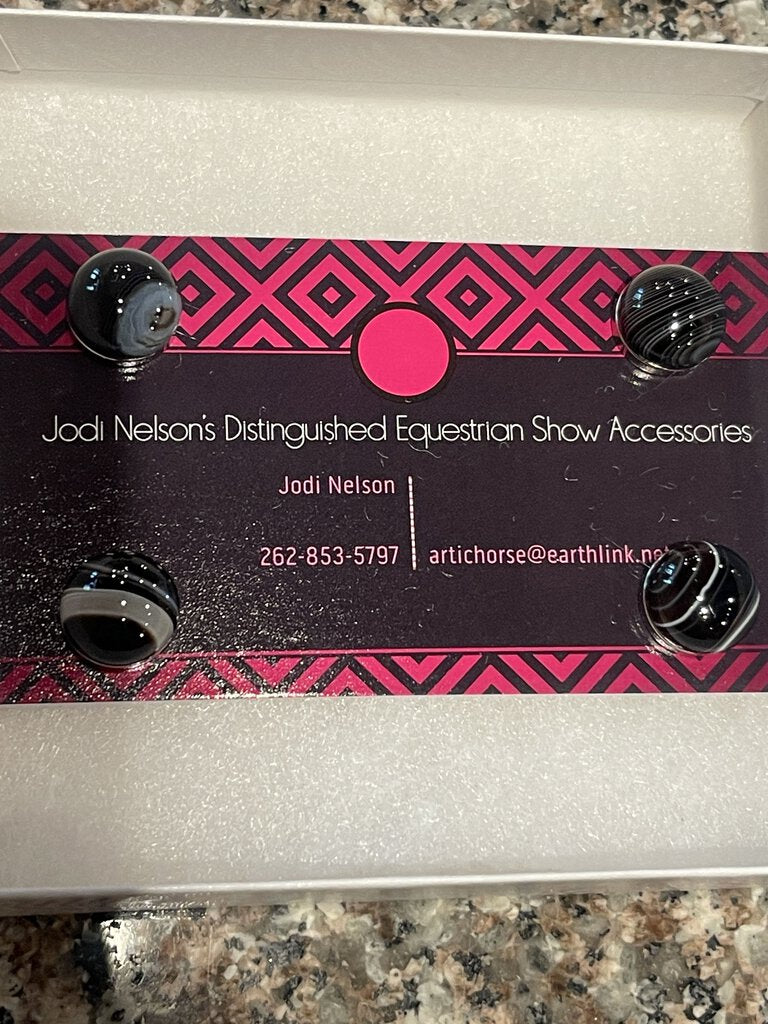 Jodi Nelson's Distinguished Equestrian Show Accessories
Jodi Nelson
262-853-5797
artichorse@earthlink.ne